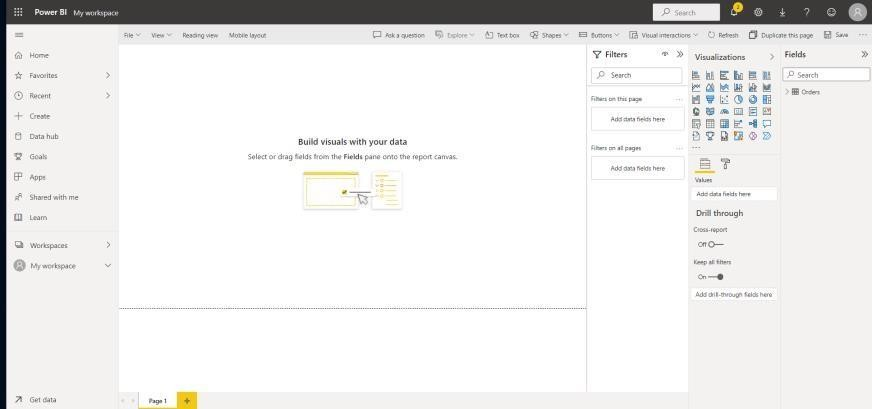 Power BI My workspace
Search
2
File View Reading view Mobile layout
Ask a question Explore Text box Shapes Buttons Visual interactions Refresh Duplicate this page Save
Home
Favorites
Recent
Create
Data hub
Goals
Apps
Shared with me
Learn
Workspaces
My workspace
Get data
Build visuals with your data
Select or drag fields from the Fields pane onto the report canvas.
Page 1
Filters
Search
Filters on this page
Add data fields here
Filters on all pages
Add data fields here
Visualizations
Values
Add data fields here
Drill through
Cross-report
Off
Keep all filters
On
Add drill-through fields here
Fields
Search
Orders